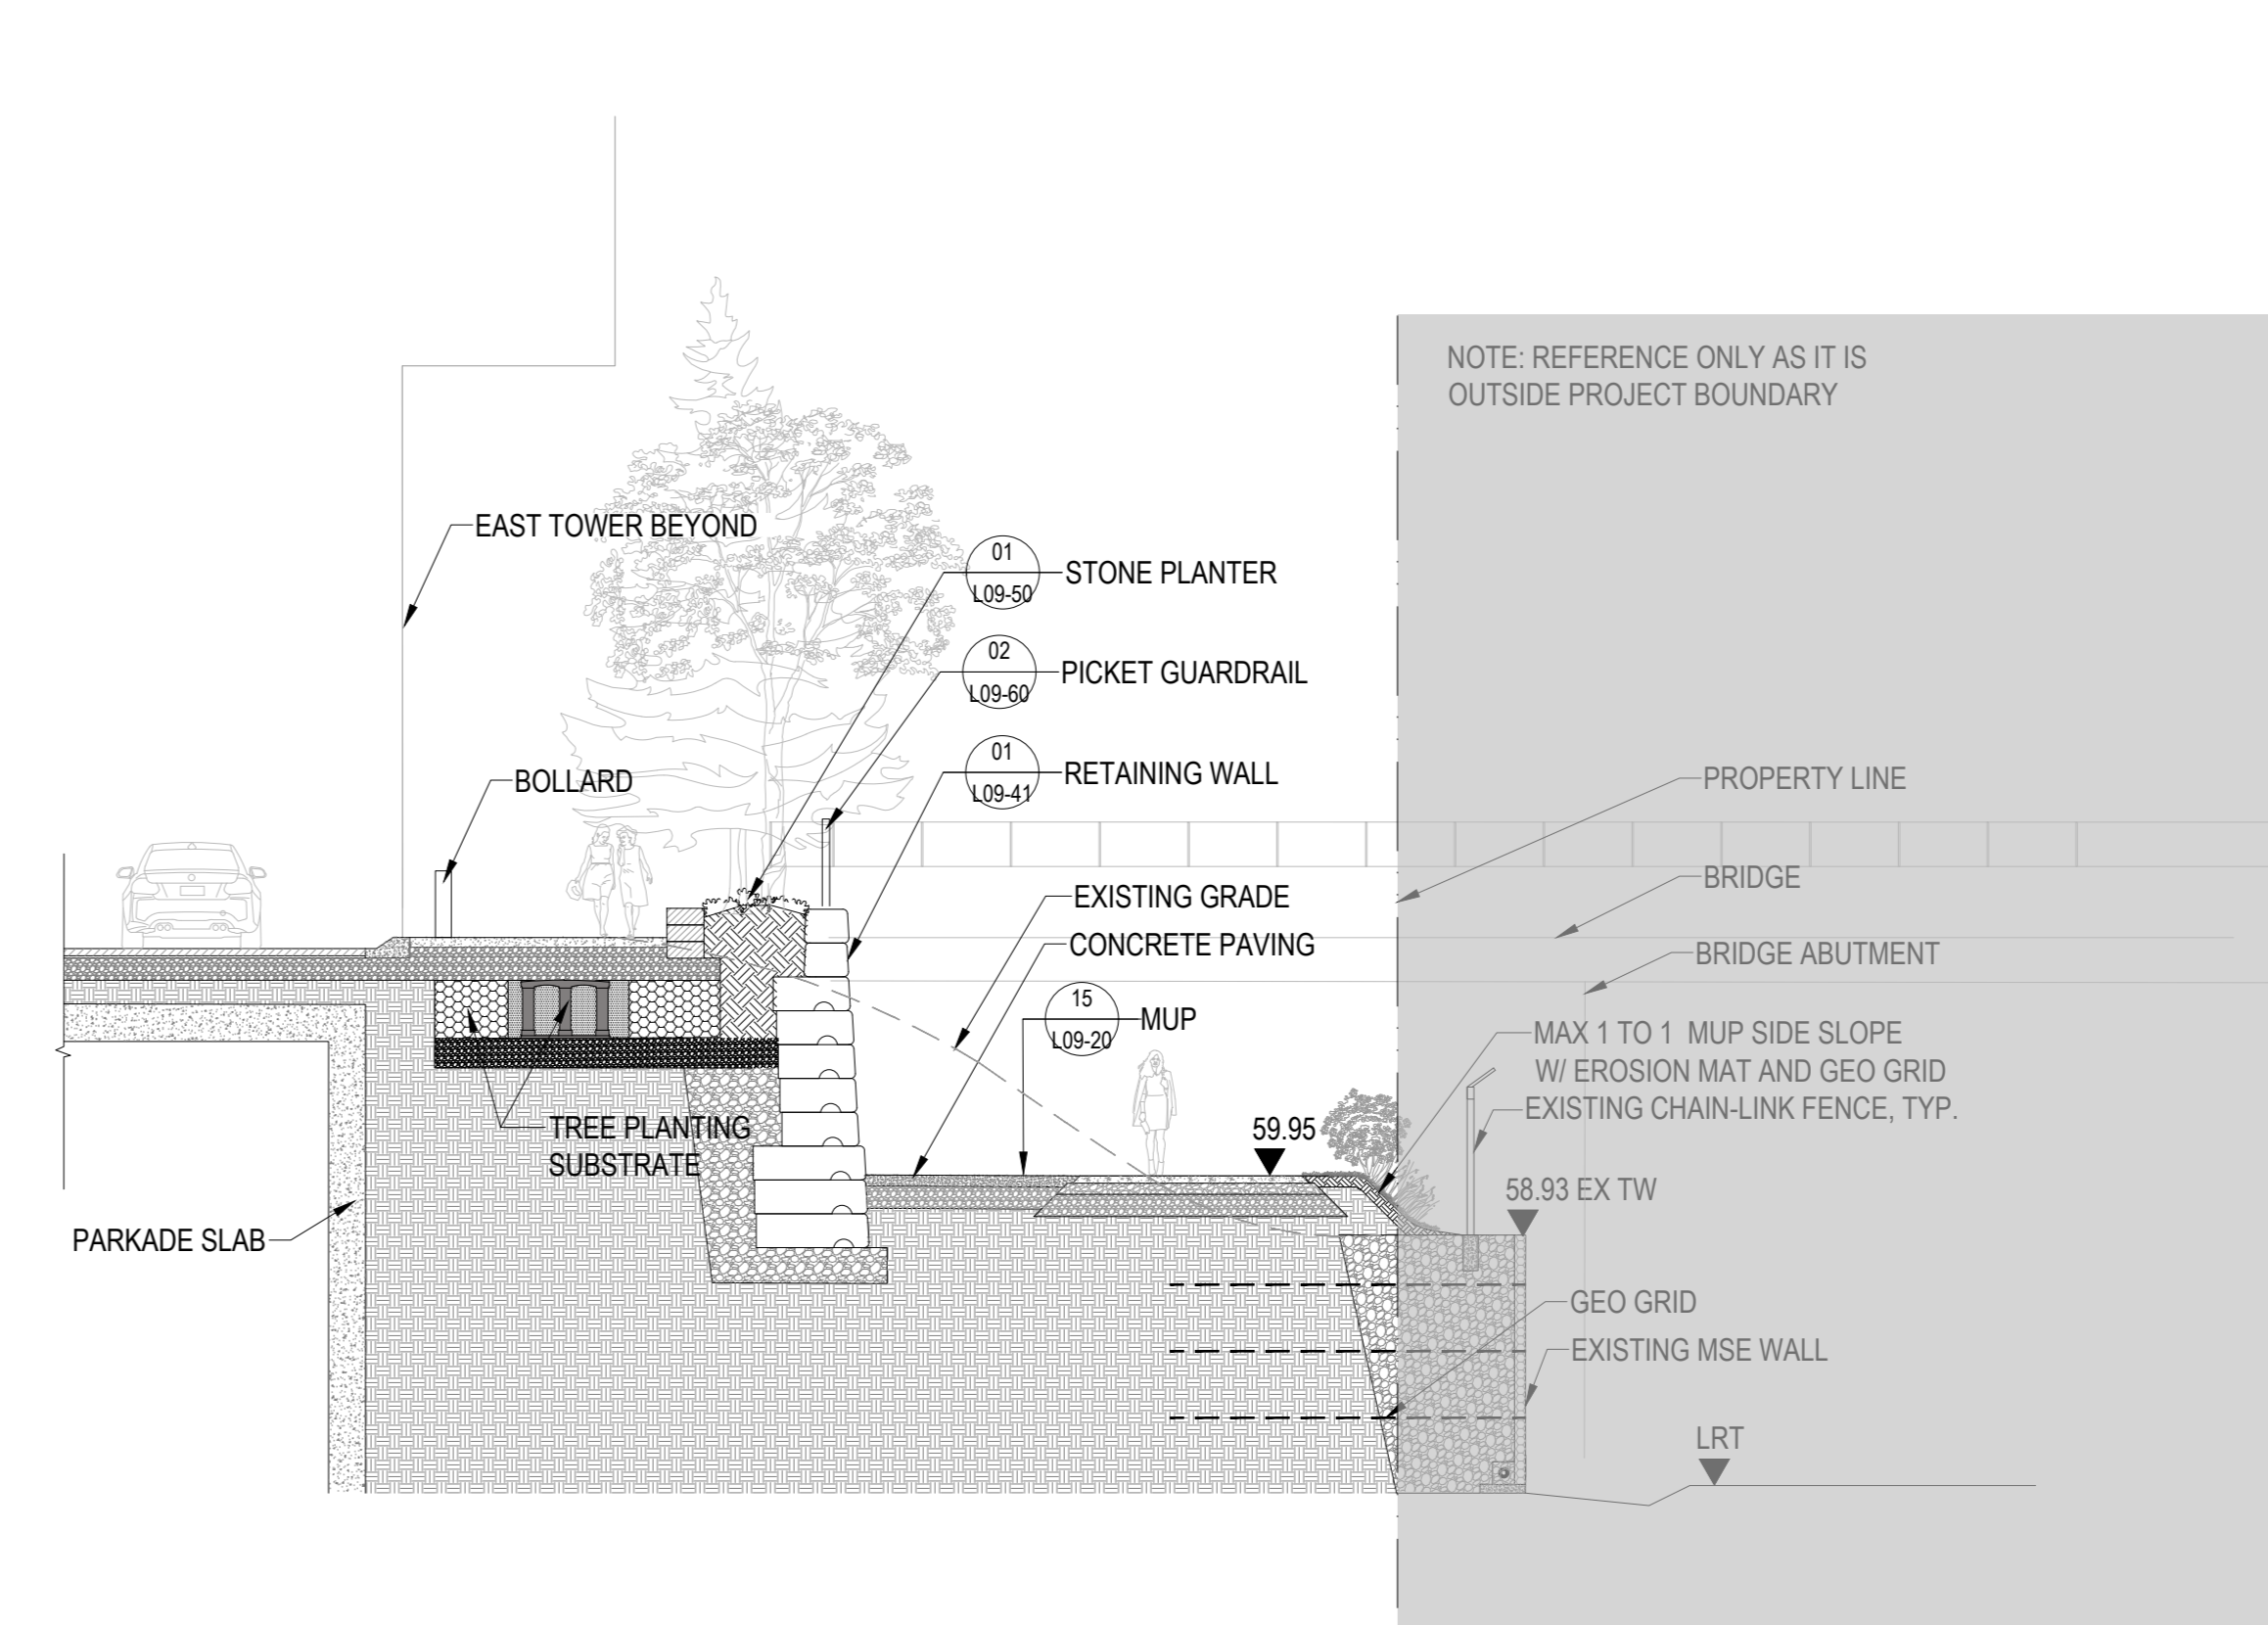 NOTE: REFERENCE ONLY AS IT IS
OUTSIDE PROJECT BOUNDARY
EAST TOWER BEYOND
01
L09-50
STONE PLANTER
02
L09-60
PICKET GUARDRAIL
01
L09-41
RETAINING WALL
BOLLARD
PROPERTY LINE
BRIDGE
EXISTING GRADE
CONCRETE PAVING
BRIDGE ABUTMENT
15
L09-20
MUP
MAX 1 TO 1 MUP SIDE SLOPE
W/ EROSION MAT AND GEO GRID
EXISTING CHAIN-LINK FENCE, TYP.
TREE PLANTING
SUBSTRATE
59.95
58.93 EX TW
PARKADE SLAB
GEO GRID
EXISTING MSE WALL
LRT